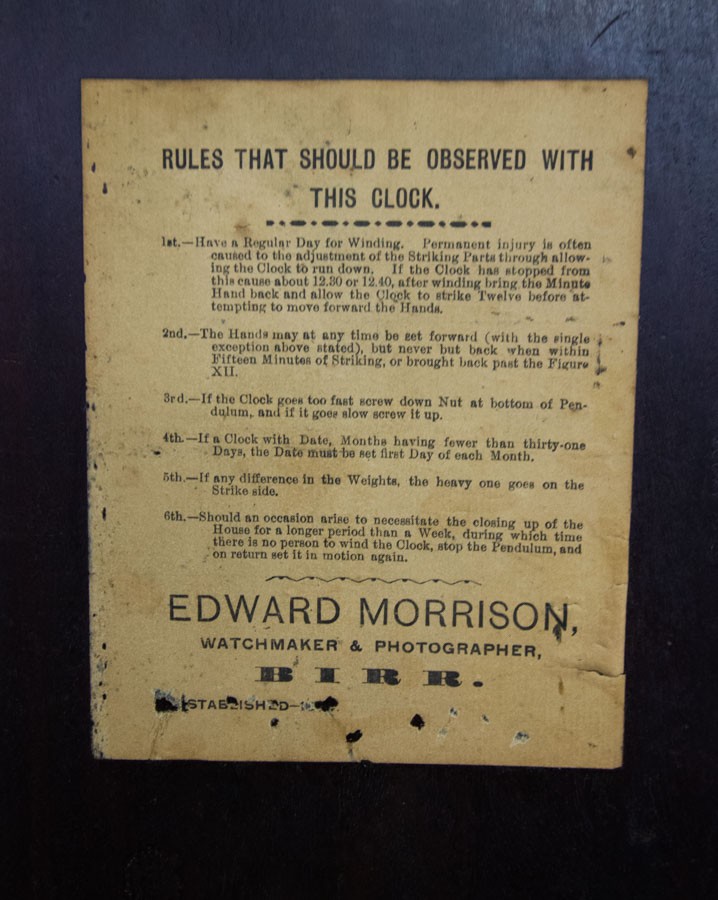 RULES THAT SHOULD BE OBSERVED WITH
THIS CLOCK.
1st.—Have a Regular Day for Winding. Permanent injury is often
caused to the adjustment of the Striking Parts through allow-
ing the Clock to run down. If the Clock has stopped from
this cause about 12.30 or 12.40, after winding bring the Minute
Hand back and allow the Clock to strike Twelve before at-
tempting to move forward the Hands.
2nd.—The Hands may at any time be set forward (with the single
exception above stated), but never but back when within
Fifteen Minutes of Striking, or brought back past the Figure
XII.
3rd.—If the Clock goes too fast screw down Nut at bottom of Pen-
dulum, and if it goes slow screw it up.
4th.—If a Clock with Date, Months having fewer than thirty-one
Days, the Date must be set first Day of each Month.
5th.—If any difference in the Weights, the heavy one goes on the
Strike side.
6th.—Should an occasion arise to necessitate the closing up of the
House for a longer period than a Week, during which time
there is no person to wind the Clock, stop the Pendulum, and
on return set it in motion again.
EDWARD MORRISON,
WATCHMAKER & PHOTOGRAPHER,
BIRR.
ESTABLISHED—